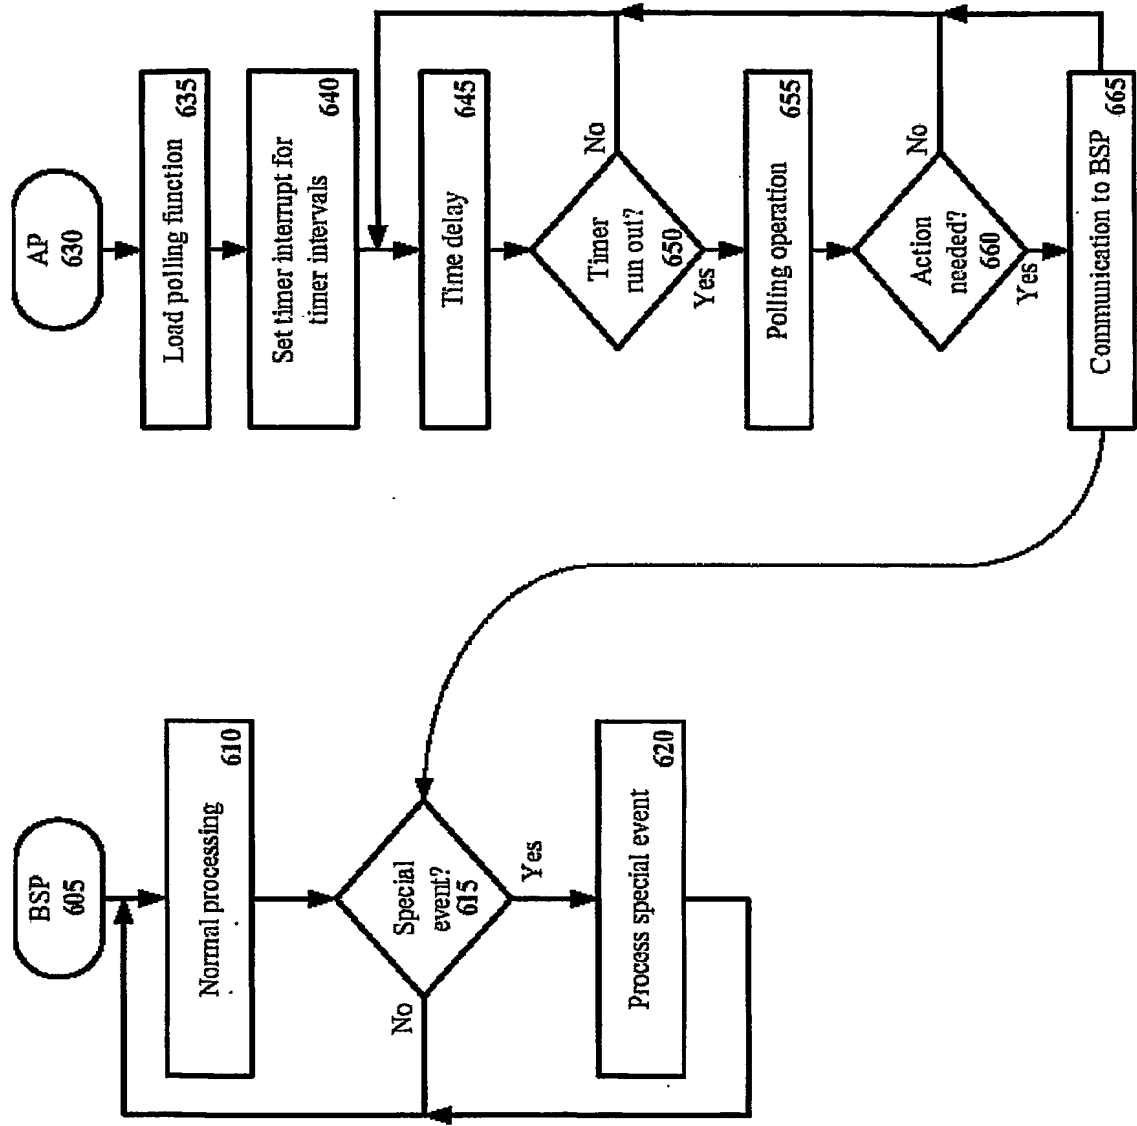 BSP
605
Normal processing
610
Special
event?
615
No
Yes
Process special event
620
AP
630
Load polling function
635
Set timer interrupt for
timer intervals
640
Time delay
645
Timer
run out?
650
No
Yes
Polling operation
655
Action
needed?
660
No
Yes
Communication to BSP
665